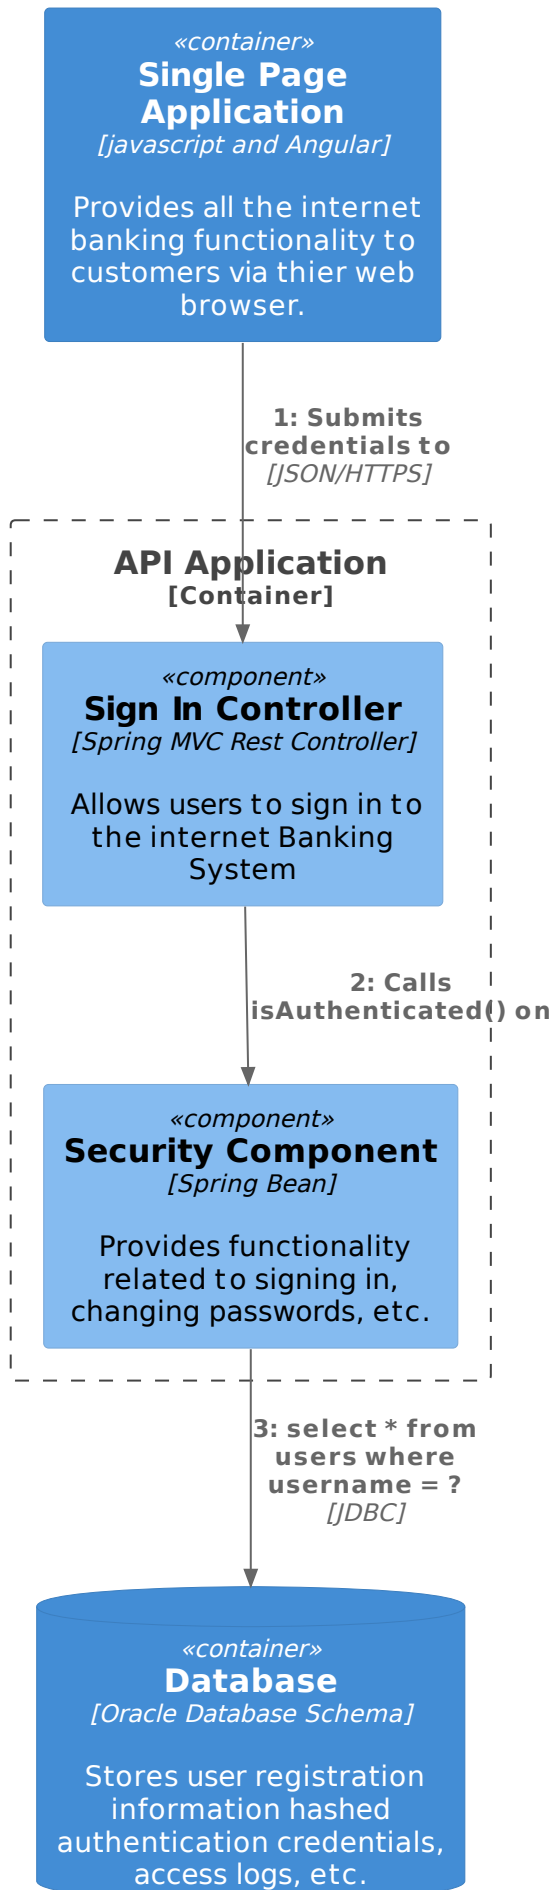 «container»
Single Page
Application
[javascript and Angular]
Provides all the internet
banking functionality to
customers via thier web
browser.
1: Submits
credentials to
[JSON/HTTPS]
API Application
[Container]
«component»
Sign In Controller
[Spring MVC Rest Controller]
Allows users to sign in to
the internet Banking
System
2: Calls
isAuthenticated() on
«component»
Security Component
[Spring Bean]
Provides functionality
related to signing in,
changing passwords, etc.
3: select * from
users where
username = ?
[JDBC]
«container»
Database
[Oracle Database Schema]
Stores user registration
information hashed
authentication credentials,
access logs, etc.